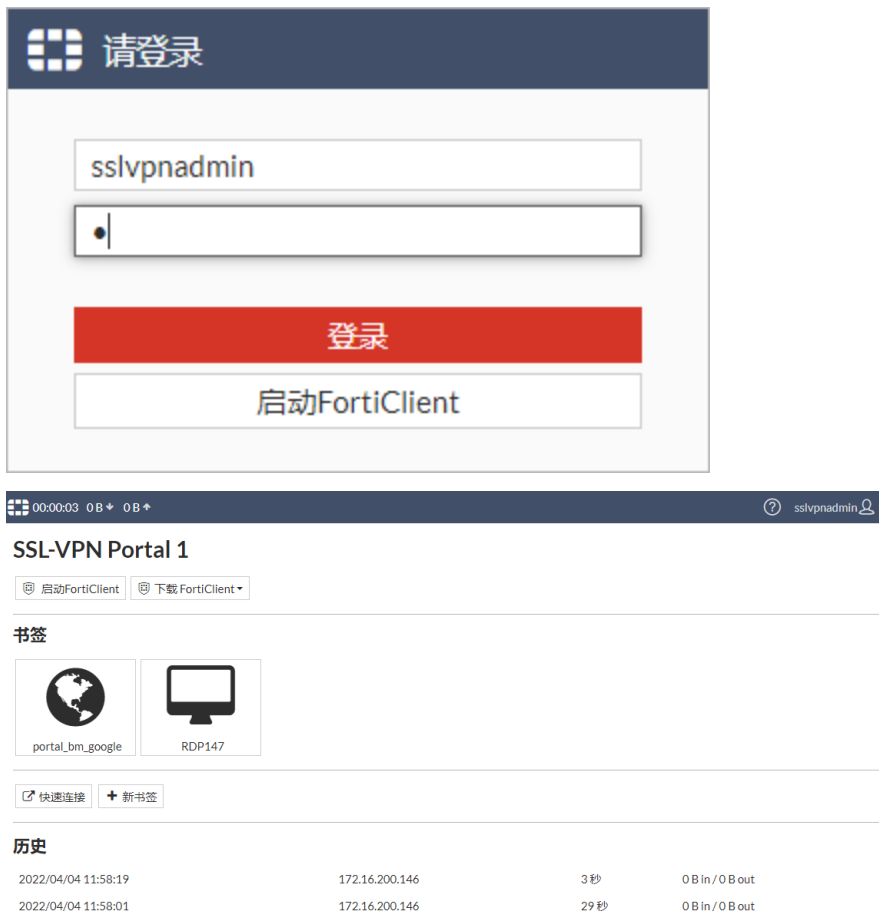 请登录
sslvpnadmin
登录
启动FortiClient
00:00:03 0 B 0 B sslvpnadmin
SSL-VPN Portal 1
启动FortiClient 下载 FortiClient
书签
portal_bm_google RDP147
快速连接 新书签
历史
2022/04/04 11:58:19 172.16.200.146 3 秒 0 B in / 0 B out
2022/04/04 11:58:01 172.16.200.146 29 秒 0 B in / 0 B out